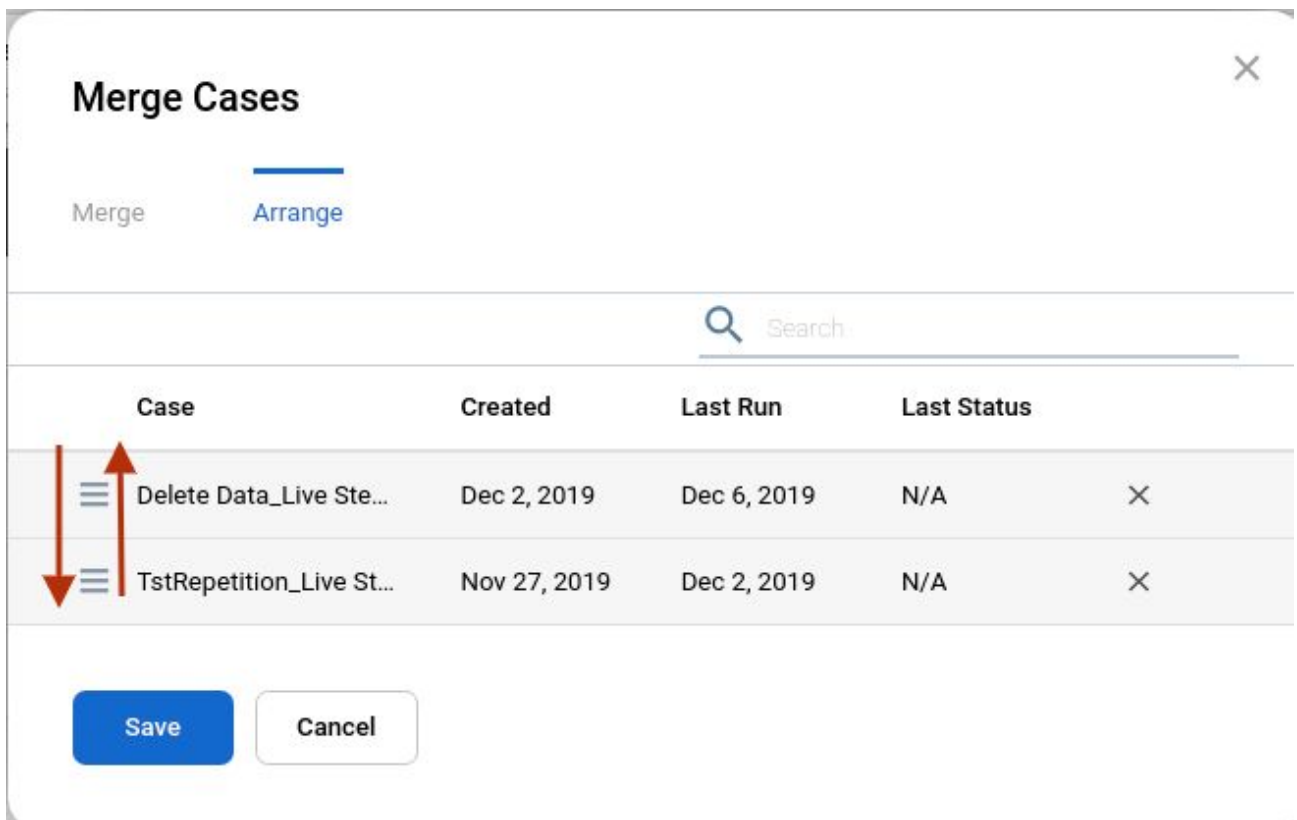 Merge Cases
Merge Arrange
Search
Case Created Last Run Last Status
Delete Data_Live Ste... Dec 2, 2019 Dec 6, 2019 N/A
TstRepetition_Live St... Nov 27, 2019 Dec 2, 2019 N/A
Save Cancel